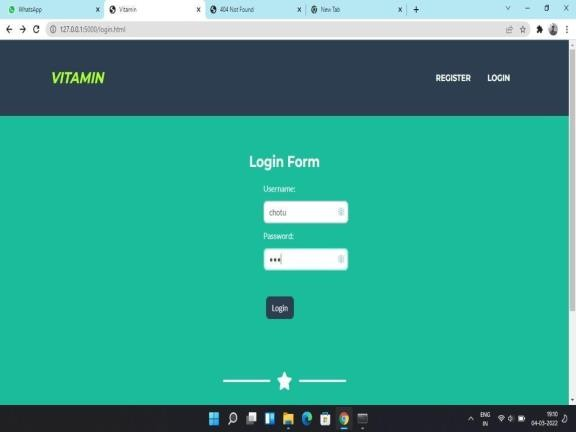 WhatsApp
Vitamin
404 Not Found
New Tab
127.0.0.1:5000/login.html
VITAMIN
REGISTER LOGIN
Login Form
Username:
chotu
Password:
Login
ENG
IN
19:10
04-03-2022